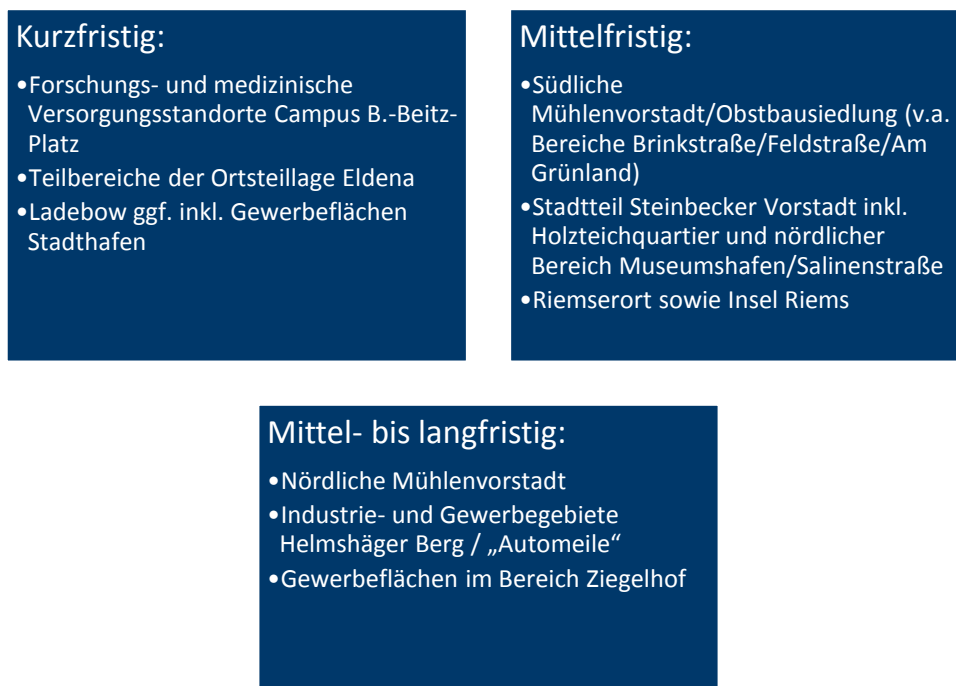 Kurzfristig:
•Forschungs- und medizinische
Versorgungsstandorte Campus B.-Beitz-
Platz
•Teilbereiche der Ortsteillage Eldena
•Ladebow ggf. inkl. Gewerbeflächen
Stadthafen
Mittelfristig:
•Südliche
Mühlenvorstadt/Obstbausiedlung (v.a.
Bereiche Brinkstraße/Feldstraße/Am
Grünland)
•Stadtteil Steinbecker Vorstadt inkl.
Holzteichquartier und nördlicher
Bereich Museumshafen/Salinenstraße
•Riemserort sowie Insel Riems
Mittel- bis langfristig:
•Nördliche Mühlenvorstadt
•Industrie- und Gewerbegebiete
Helmshäger Berg / „Automeile“
•Gewerbeflächen im Bereich Ziegelhof